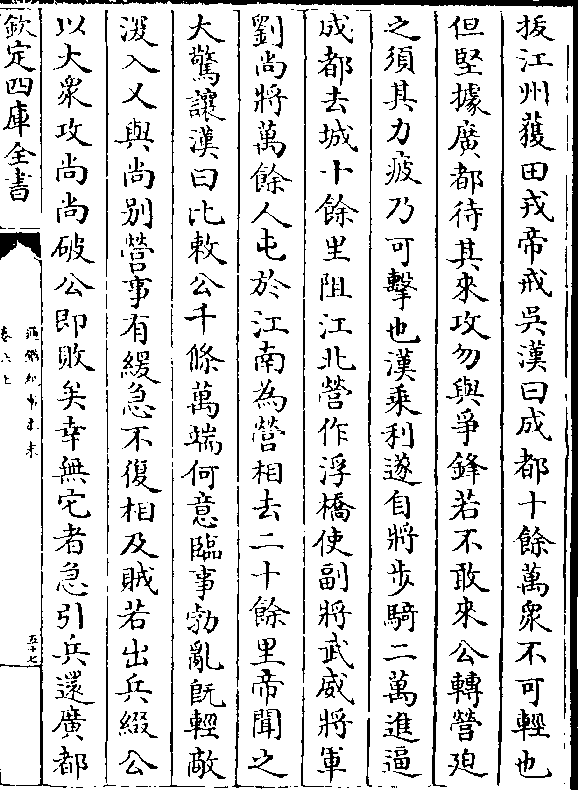 拔江州獲田戎帝戒吳漢曰成都十餘萬衆不可輕也
但堅據廣都待其來攻勿與爭鋒若不敢來公轉營廹
之須其力疲乃可擊也漢乘利遂自將步騎二萬進逼
成都去城十餘里阻江北營作浮橋使副將武威將軍
劉尚將萬餘人屯於江南為營相去二十餘里帝聞之
大驚讓漢曰比敕公千條萬端何意臨事勃亂既輕敵
深入又與尚别營事有緩急不復相及賊若出兵綴公
以大衆攻尚尚破公即敗矣幸無它者急引兵還廣都
欽定四庫全書
通鑑紀事本末
五十七